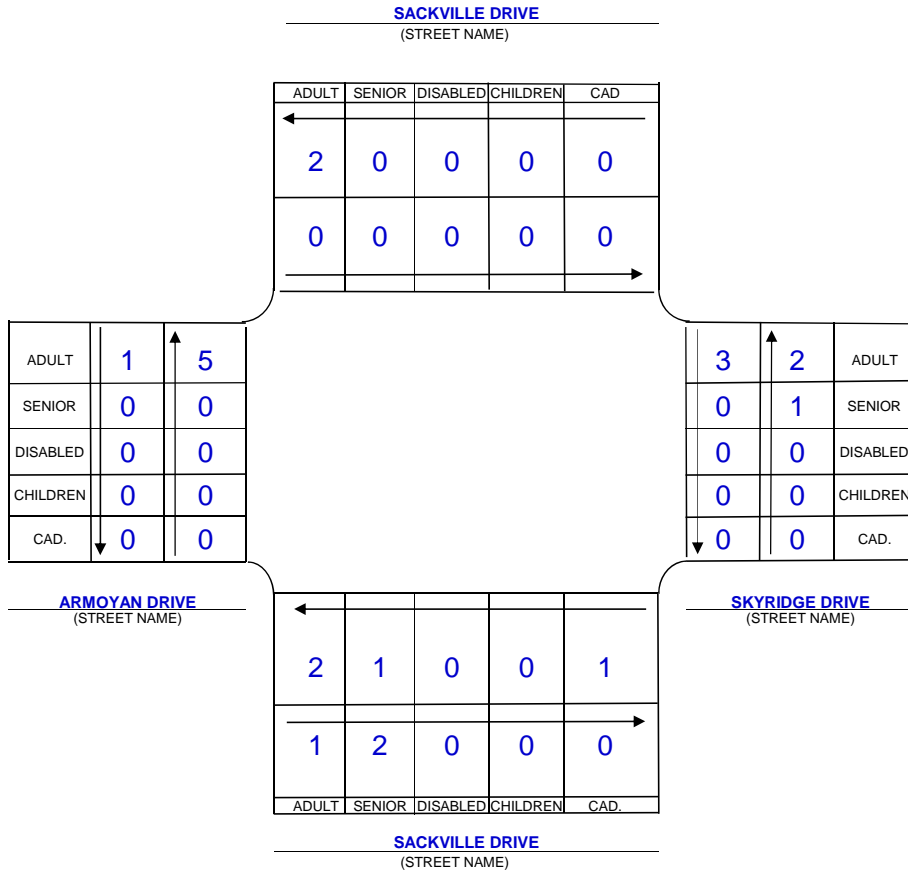 SACKVILLE DRIVE
(STREET NAME)
ADULT SENIOR DISABLED CHILDREN CAD
2 0 0 0 0
0 0 0 0 0
ADULT 1 5
SENIOR 0 0
DISABLED 0 0
CHILDREN 0 0
CAD. 0 0
ARMOYAN DRIVE
(STREET NAME)
3 2 ADULT
0 1 SENIOR
0 0 DISABLED
0 0 CHILDREN
0 0 CAD.
SKYRIDGE DRIVE
(STREET NAME)
2 1 0 0 1
1 2 0 0 0
ADULT SENIOR DISABLED CHILDREN CAD.
SACKVILLE DRIVE
(STREET NAME)